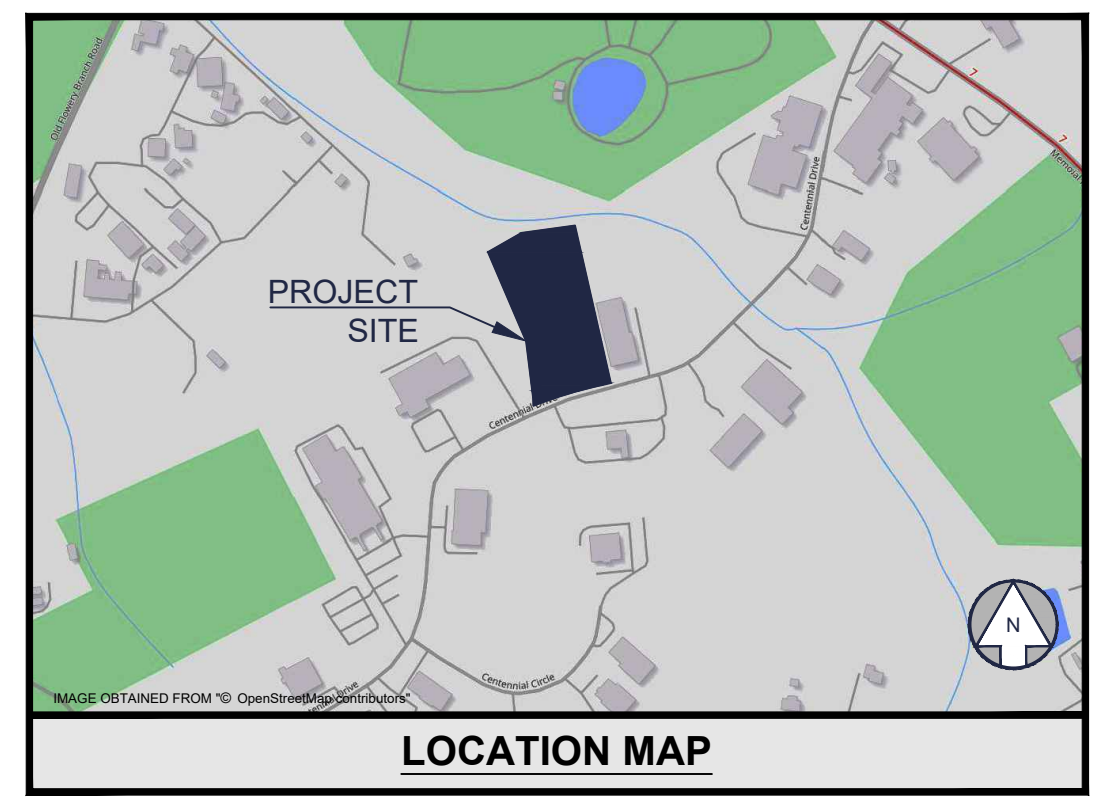 Old Flowery Branch Road
7
7
Memorial
Centennial Drive
PROJECT
SITE
Centennial Drive
N
Centennial Circle
Drive
IMAGE OBTAINED FROM "© OpenStreetMap contributors"
LOCATION MAP